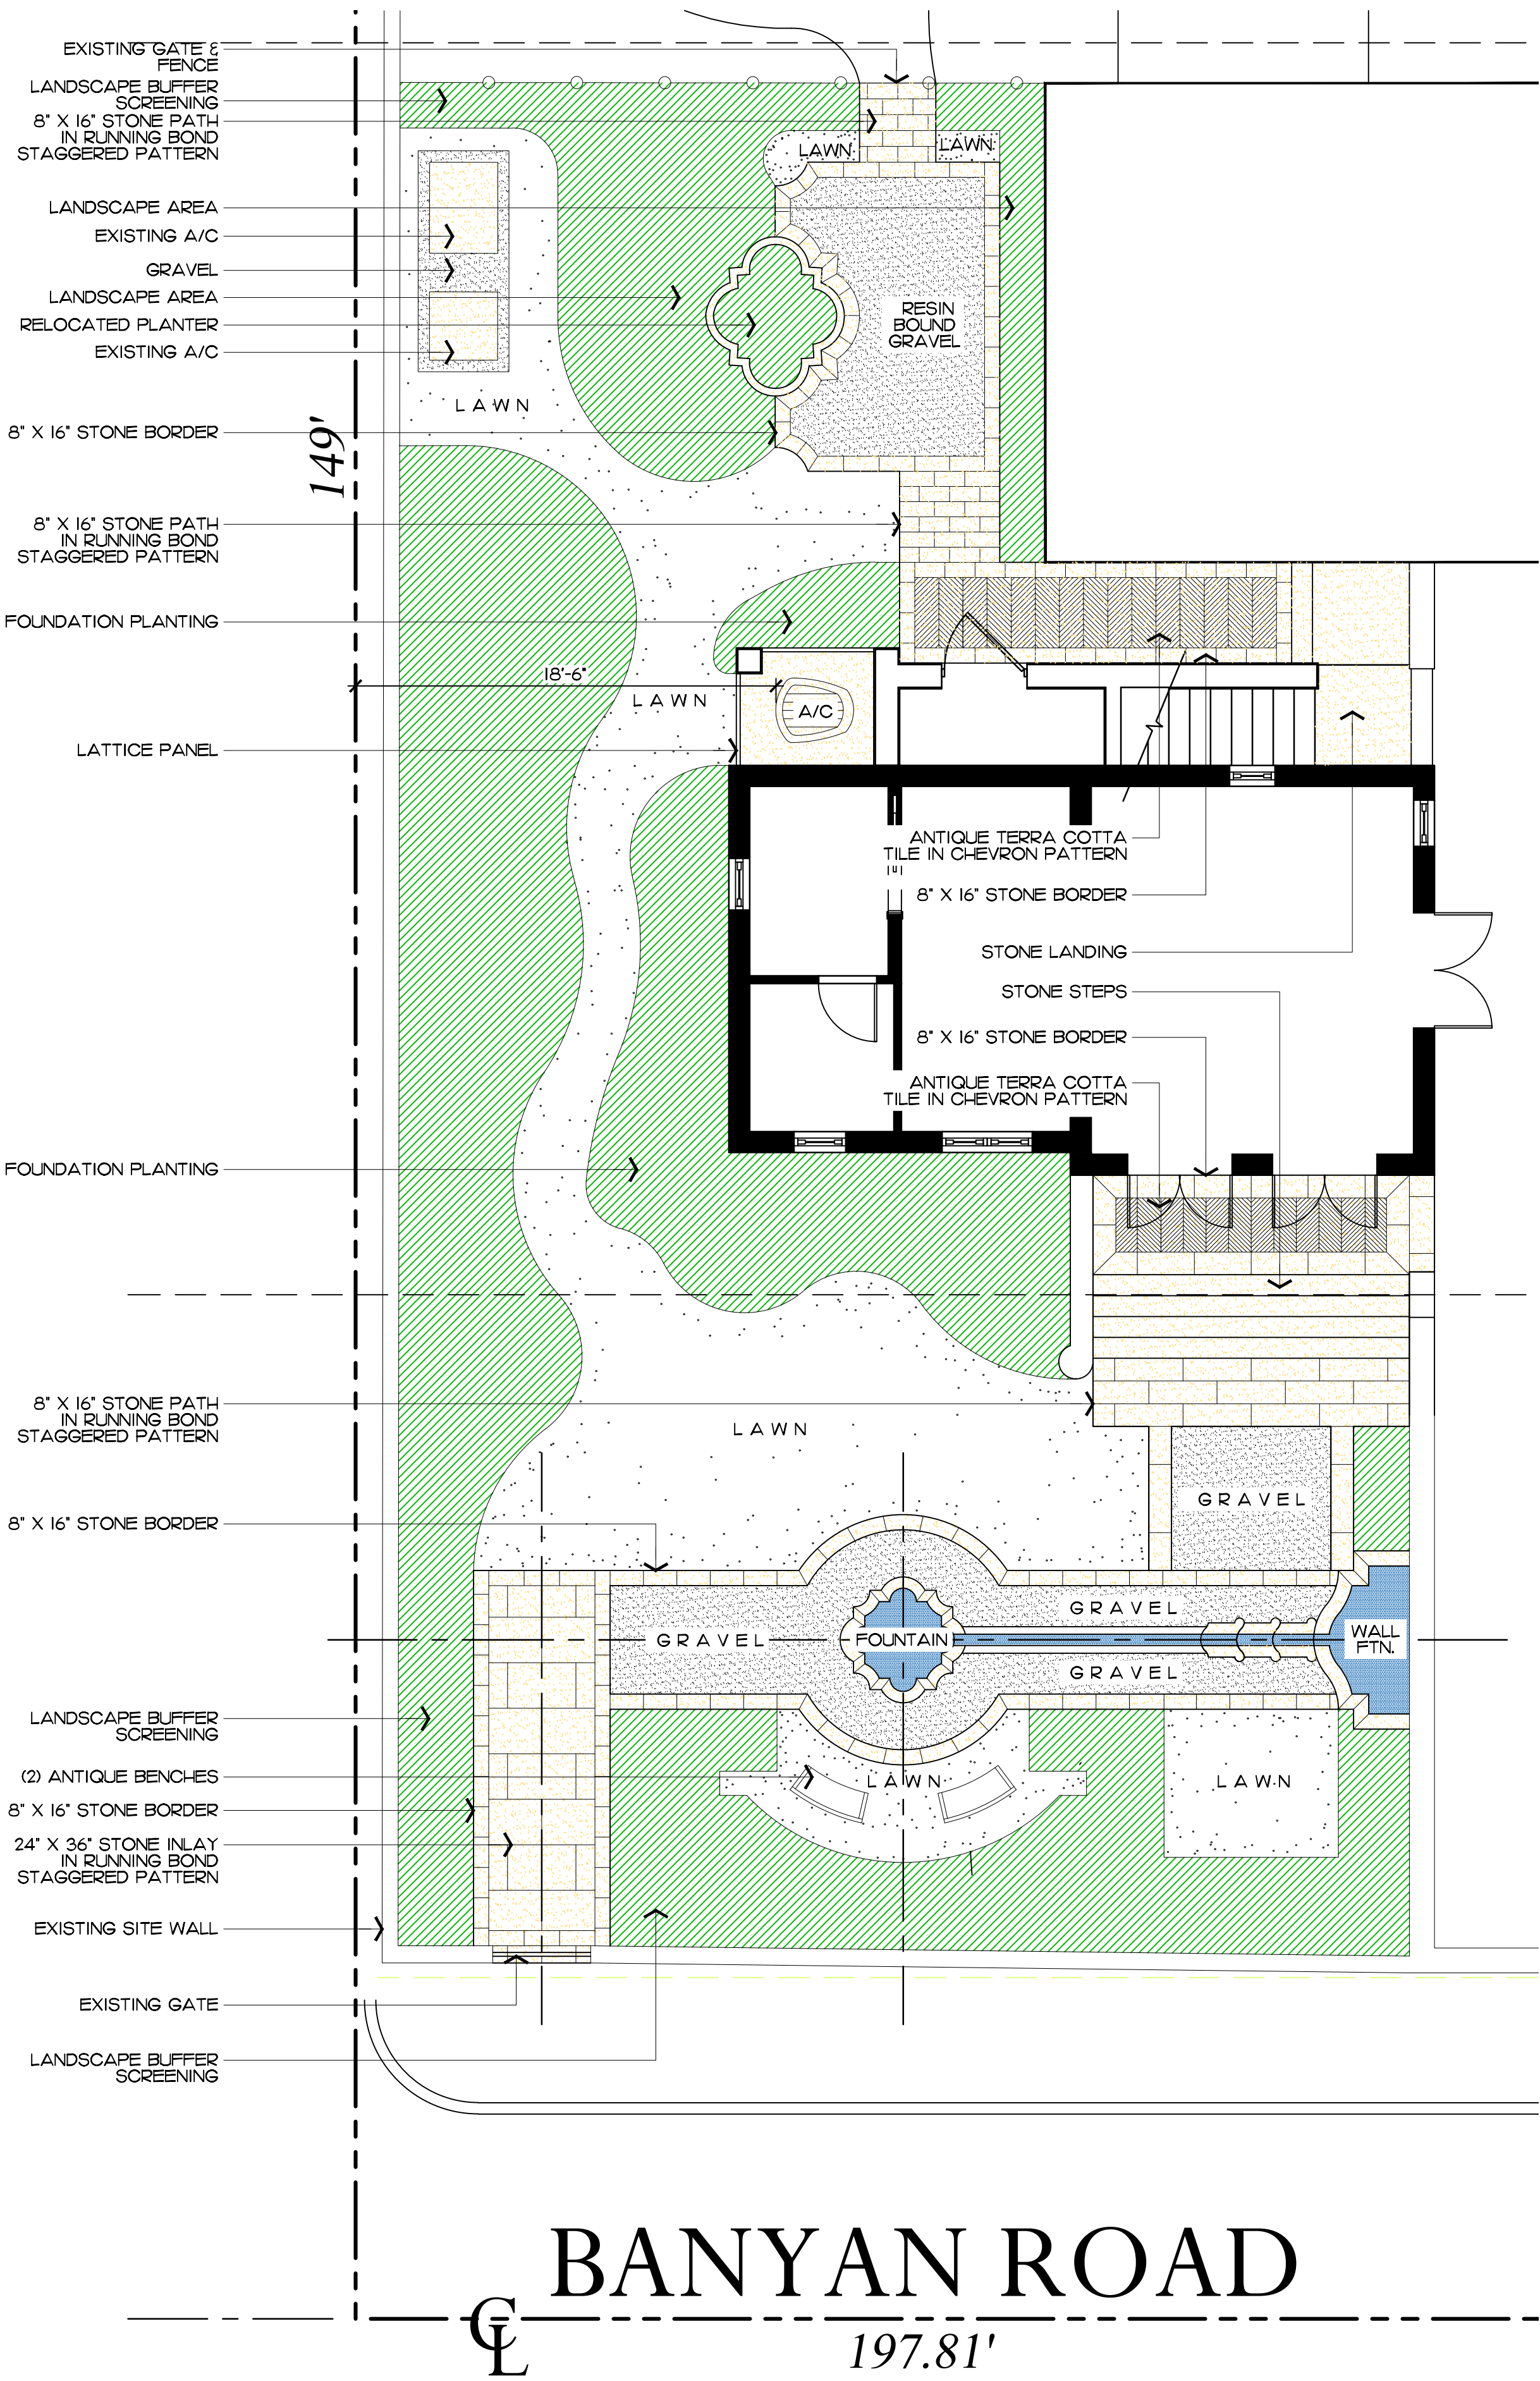 EXISTING GATE &
FENCE
LANDSCAPE BUFFER
SCREENING
8" X 16" STONE PATH
IN RUNNING BOND
STAGGERED PATTERN
LAWN
LAWN
LANDSCAPE AREA
EXISTING A/C
GRAVEL
LANDSCAPE AREA
RELOCATED PLANTER
EXISTING A/C
RESIN
BOUND
GRAVEL
LAWN
8" X 16" STONE BORDER
149'
8" X 16" STONE PATH
IN RUNNING BOND
STAGGERED PATTERN
FOUNDATION PLANTING
18'-6"
LAWN
A/C
LATTICE PANEL
ANTIQUE TERRA COTTA
TILE IN CHEVRON PATTERN
8" X 16" STONE BORDER
STONE LANDING
STONE STEPS
8" X 16" STONE BORDER
ANTIQUE TERRA COTTA
TILE IN CHEVRON PATTERN
FOUNDATION PLANTING
8" X 16" STONE PATH
IN RUNNING BOND
STAGGERED PATTERN
LAWN
GRAVEL
8" X 16" STONE BORDER
GRAVEL
GRAVEL
FOUNTAIN
WALL
FTN.
GRAVEL
LANDSCAPE BUFFER
SCREENING
(2) ANTIQUE BENCHES
LAWN
LAWN
8" X 16" STONE BORDER
24" X 36" STONE INLAY
IN RUNNING BOND
STAGGERED PATTERN
EXISTING SITE WALL
EXISTING GATE
LANDSCAPE BUFFER
SCREENING
BANYAN ROAD
CL
197.81'